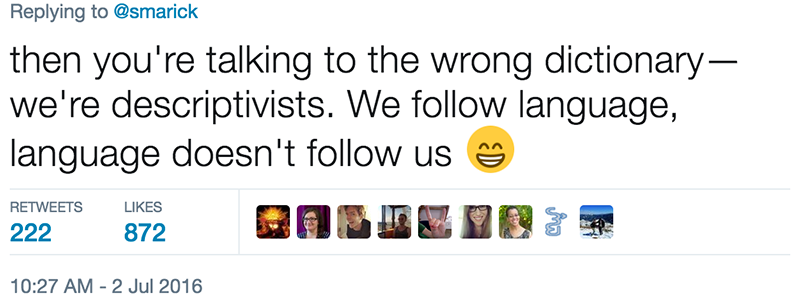 Replying to @smarick
then you're talking to the wrong dictionary—
we're descriptivists. We follow language,
language doesn't follow us 😁
RETWEETS LIKES
222 872
10:27 AM - 2 Jul 2016